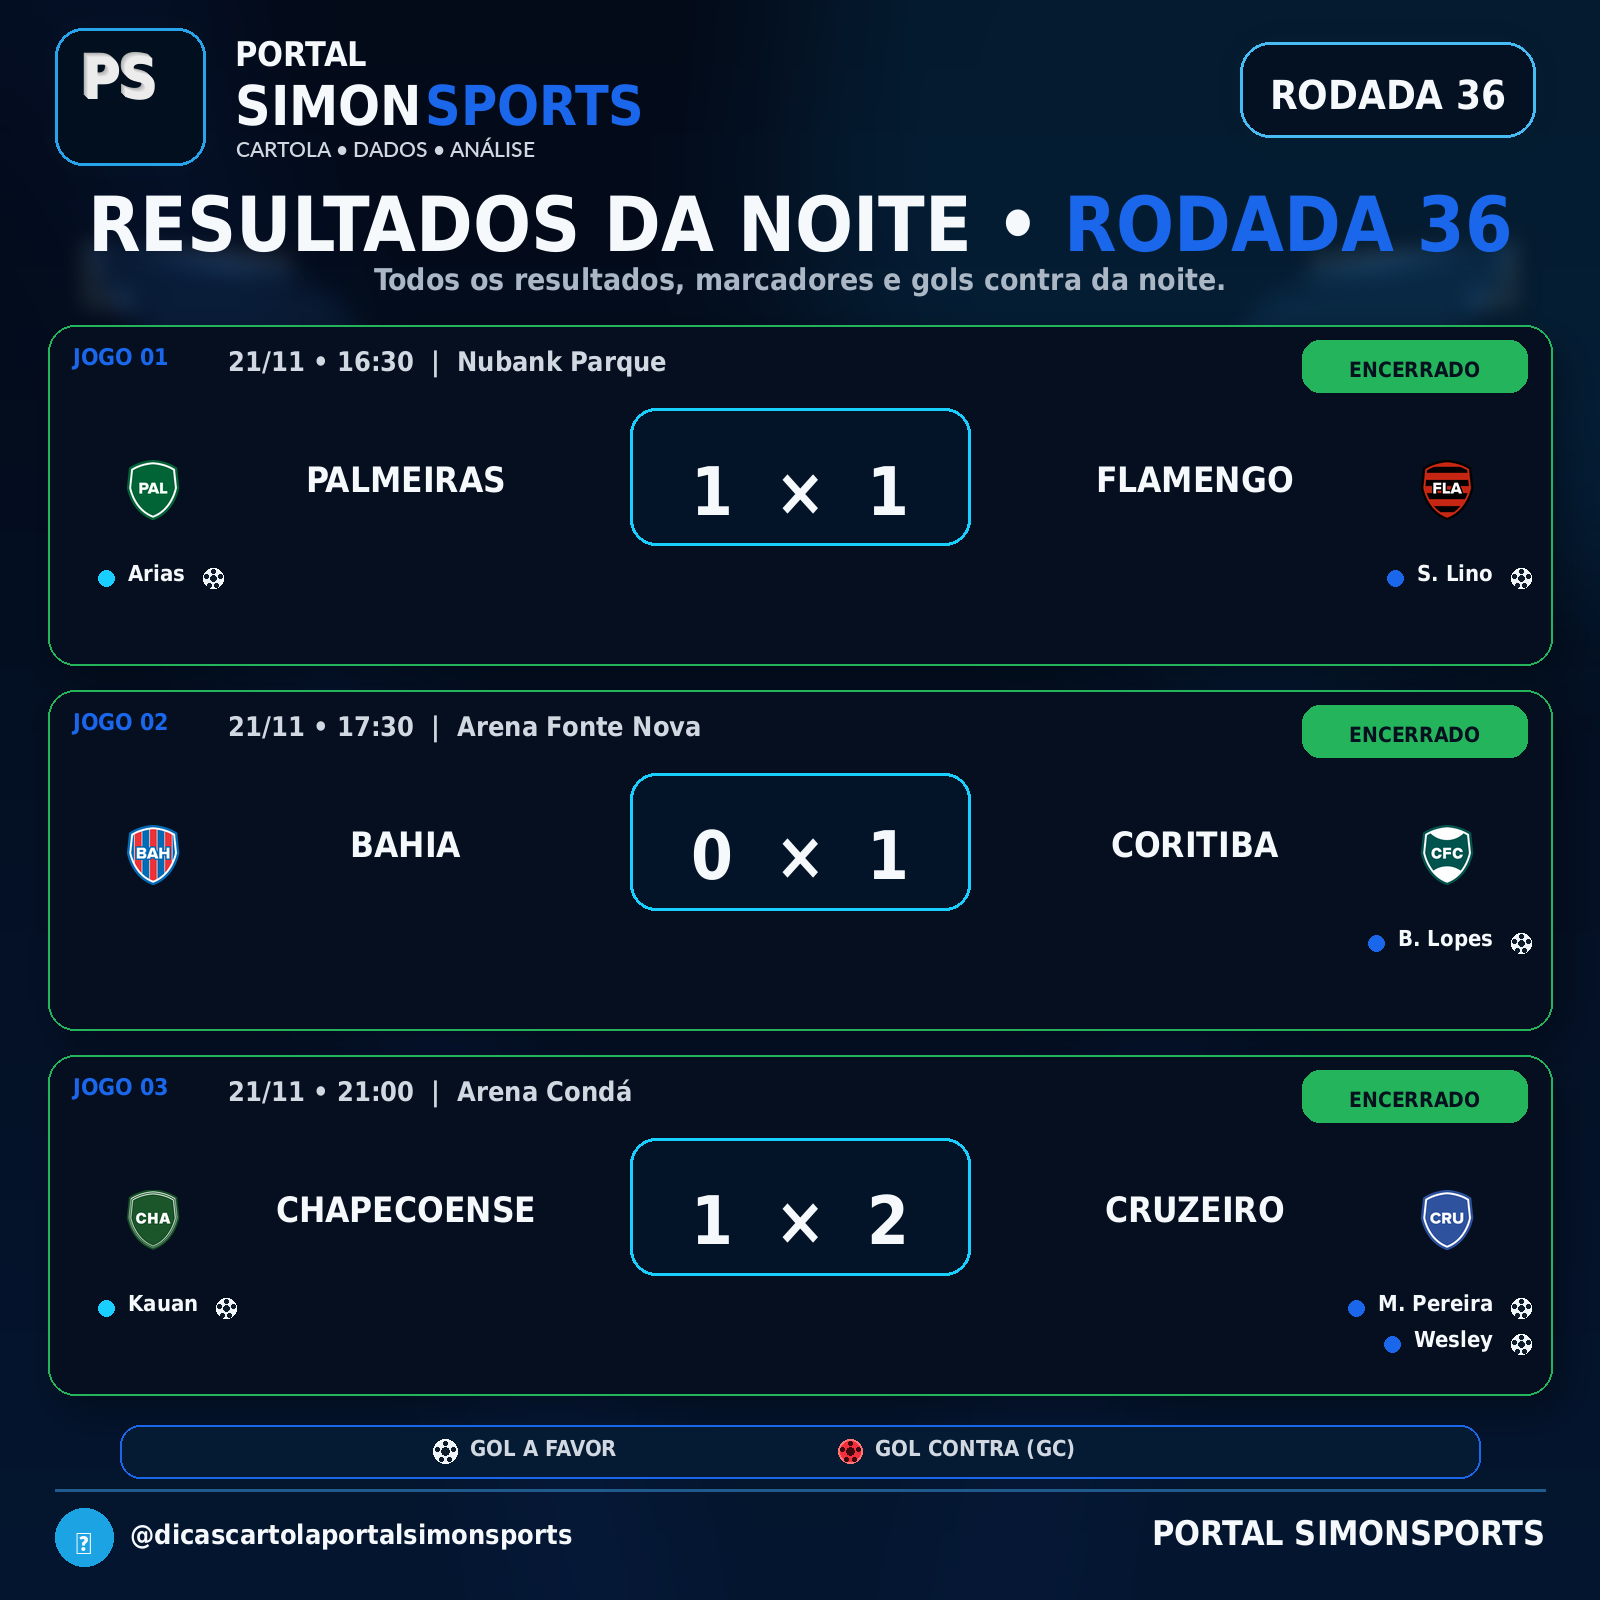 PS
PORTAL
SIMONSPORTS
CARTOLA • DADOS • ANÁLISE
RODADA 36
RESULTADOS DA NOITE • RODADA 36
Todos os resultados, marcadores e gols contra da noite.
JOGO 01
21/11 • 16:30 | Nubank Parque
ENCERRADO
PAL
PALMEIRAS
1 × 1
FLAMENGO
FLA
Arias
S. Lino
JOGO 02
21/11 • 17:30 | Arena Fonte Nova
ENCERRADO
BAH
BAHIA
0 × 1
CORITIBA
CFC
B. Lopes
JOGO 03
21/11 • 21:00 | Arena Condá
ENCERRADO
CHA
CHAPECOENSE
1 × 2
CRUZEIRO
CRU
Kauan
M. Pereira
Wesley
GOL A FAVOR
GOL CONTRA (GC)
@dicascartolaportalsimonsports
PORTAL SIMONSPORTS